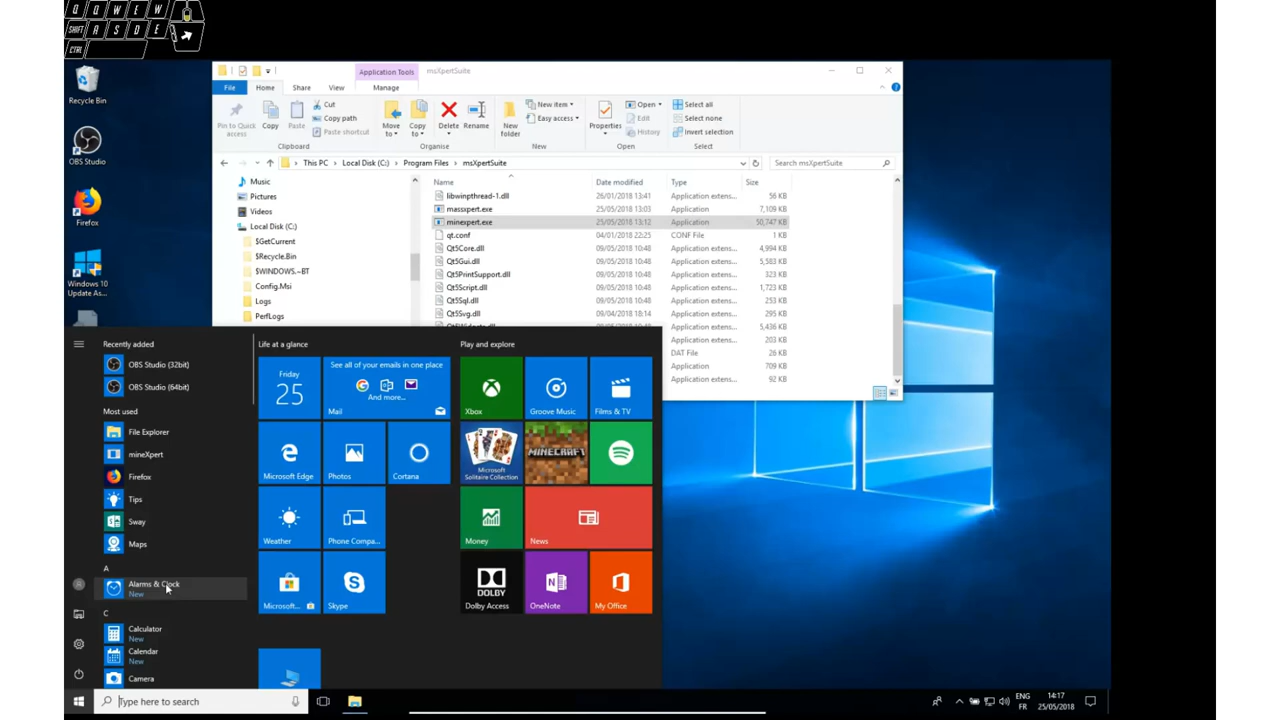 Q Q W E W
SHIFT A S D E
CTRL
Recycle Bin
OBS Studio
Firefox
Windows 10
Update As...
Application Tools
msXpertSuite
File
Home
Share
View
Manage
Pin to Quick
access
Copy
Paste
Cut
Copy path
Paste shortcut
Clipboard
Move
to
Copy
to
Delete
Rename
Organise
New
folder
New item
Easy access
New
Properties
Open
Edit
History
Open
Select all
Select none
Invert selection
Select
This PC > Local Disk (C:) > Program Files > msXpertSuite
Search msXpertSuite
Music
Pictures
Videos
Local Disk (C:)
$GetCurrent
$Recycle.Bin
$WINDOWS.~BT
Config.Msi
Logs
PerfLogs
Name Date modified Type Size
libwinpthread-1.dll 26/01/2018 13:41 Application extens... 56 KB
massxpert.exe 25/05/2018 13:03 Application 7,109 KB
minexpert.exe 25/05/2018 13:12 Application 50,747 KB
qt.conf 04/01/2018 22:25 CONF File 1 KB
Qt5Core.dll 09/05/2018 10:48 Application extens... 4,994 KB
Qt5Gui.dll 09/05/2018 10:48 Application extens... 5,583 KB
Qt5PrintSupport.dll 09/05/2018 10:48 Application extens... 323 KB
Qt5Script.dll 09/05/2018 10:48 Application extens... 1,723 KB
Qt5Sql.dll 09/05/2018 10:48 Application extens... 253 KB
Qt5Svg.dll 09/04/2018 18:14 Application extens... 295 KB
Application extens... 5,436 KB
Application extens... 203 KB
DAT File 26 KB
Application 709 KB
Application extens... 92 KB
Recently added
OBS Studio (32bit)
OBS Studio (64bit)
Most used
File Explorer
mineXpert
Firefox
Tips
Sway
Maps
A
Alarms & Clock
New
C
Calculator
New
Calendar
New
Camera
Life at a glance
Friday
25
See all of your emails in one place
And more...
Mail
Microsoft Edge
Photos
Cortana
Weather
Phone Compa...
Microsoft...
Skype
Play and explore
Xbox
Groove Music
Films & TV
Microsoft
Solitaire Collection
MINECRAFT
Money
News
DOLBY
Dolby Access
OneNote
My Office
Type here to search
ENG
FR
14:17
25/05/2018